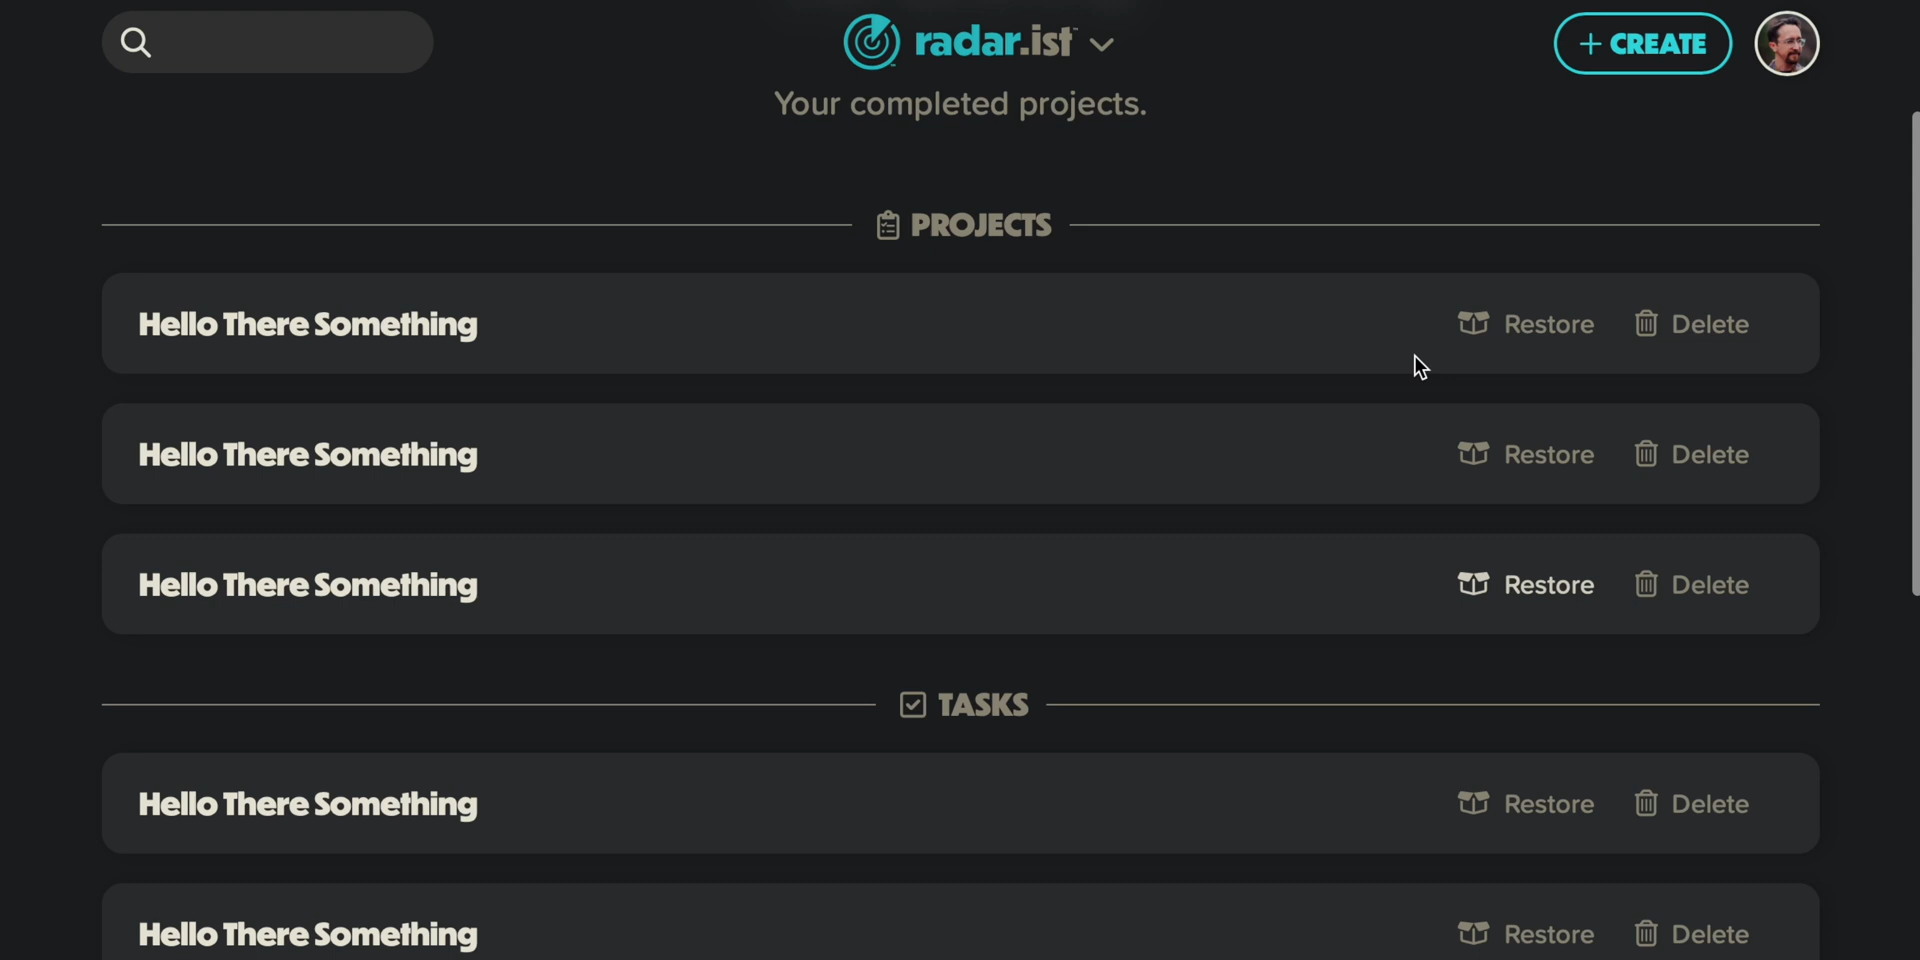 radar.ist™
+ CREATE
Your completed projects.
PROJECTS
Hello There Something
Restore
Delete
Hello There Something
Restore
Delete
Hello There Something
Restore
Delete
TASKS
Hello There Something
Restore
Delete
Hello There Something
Restore
Delete